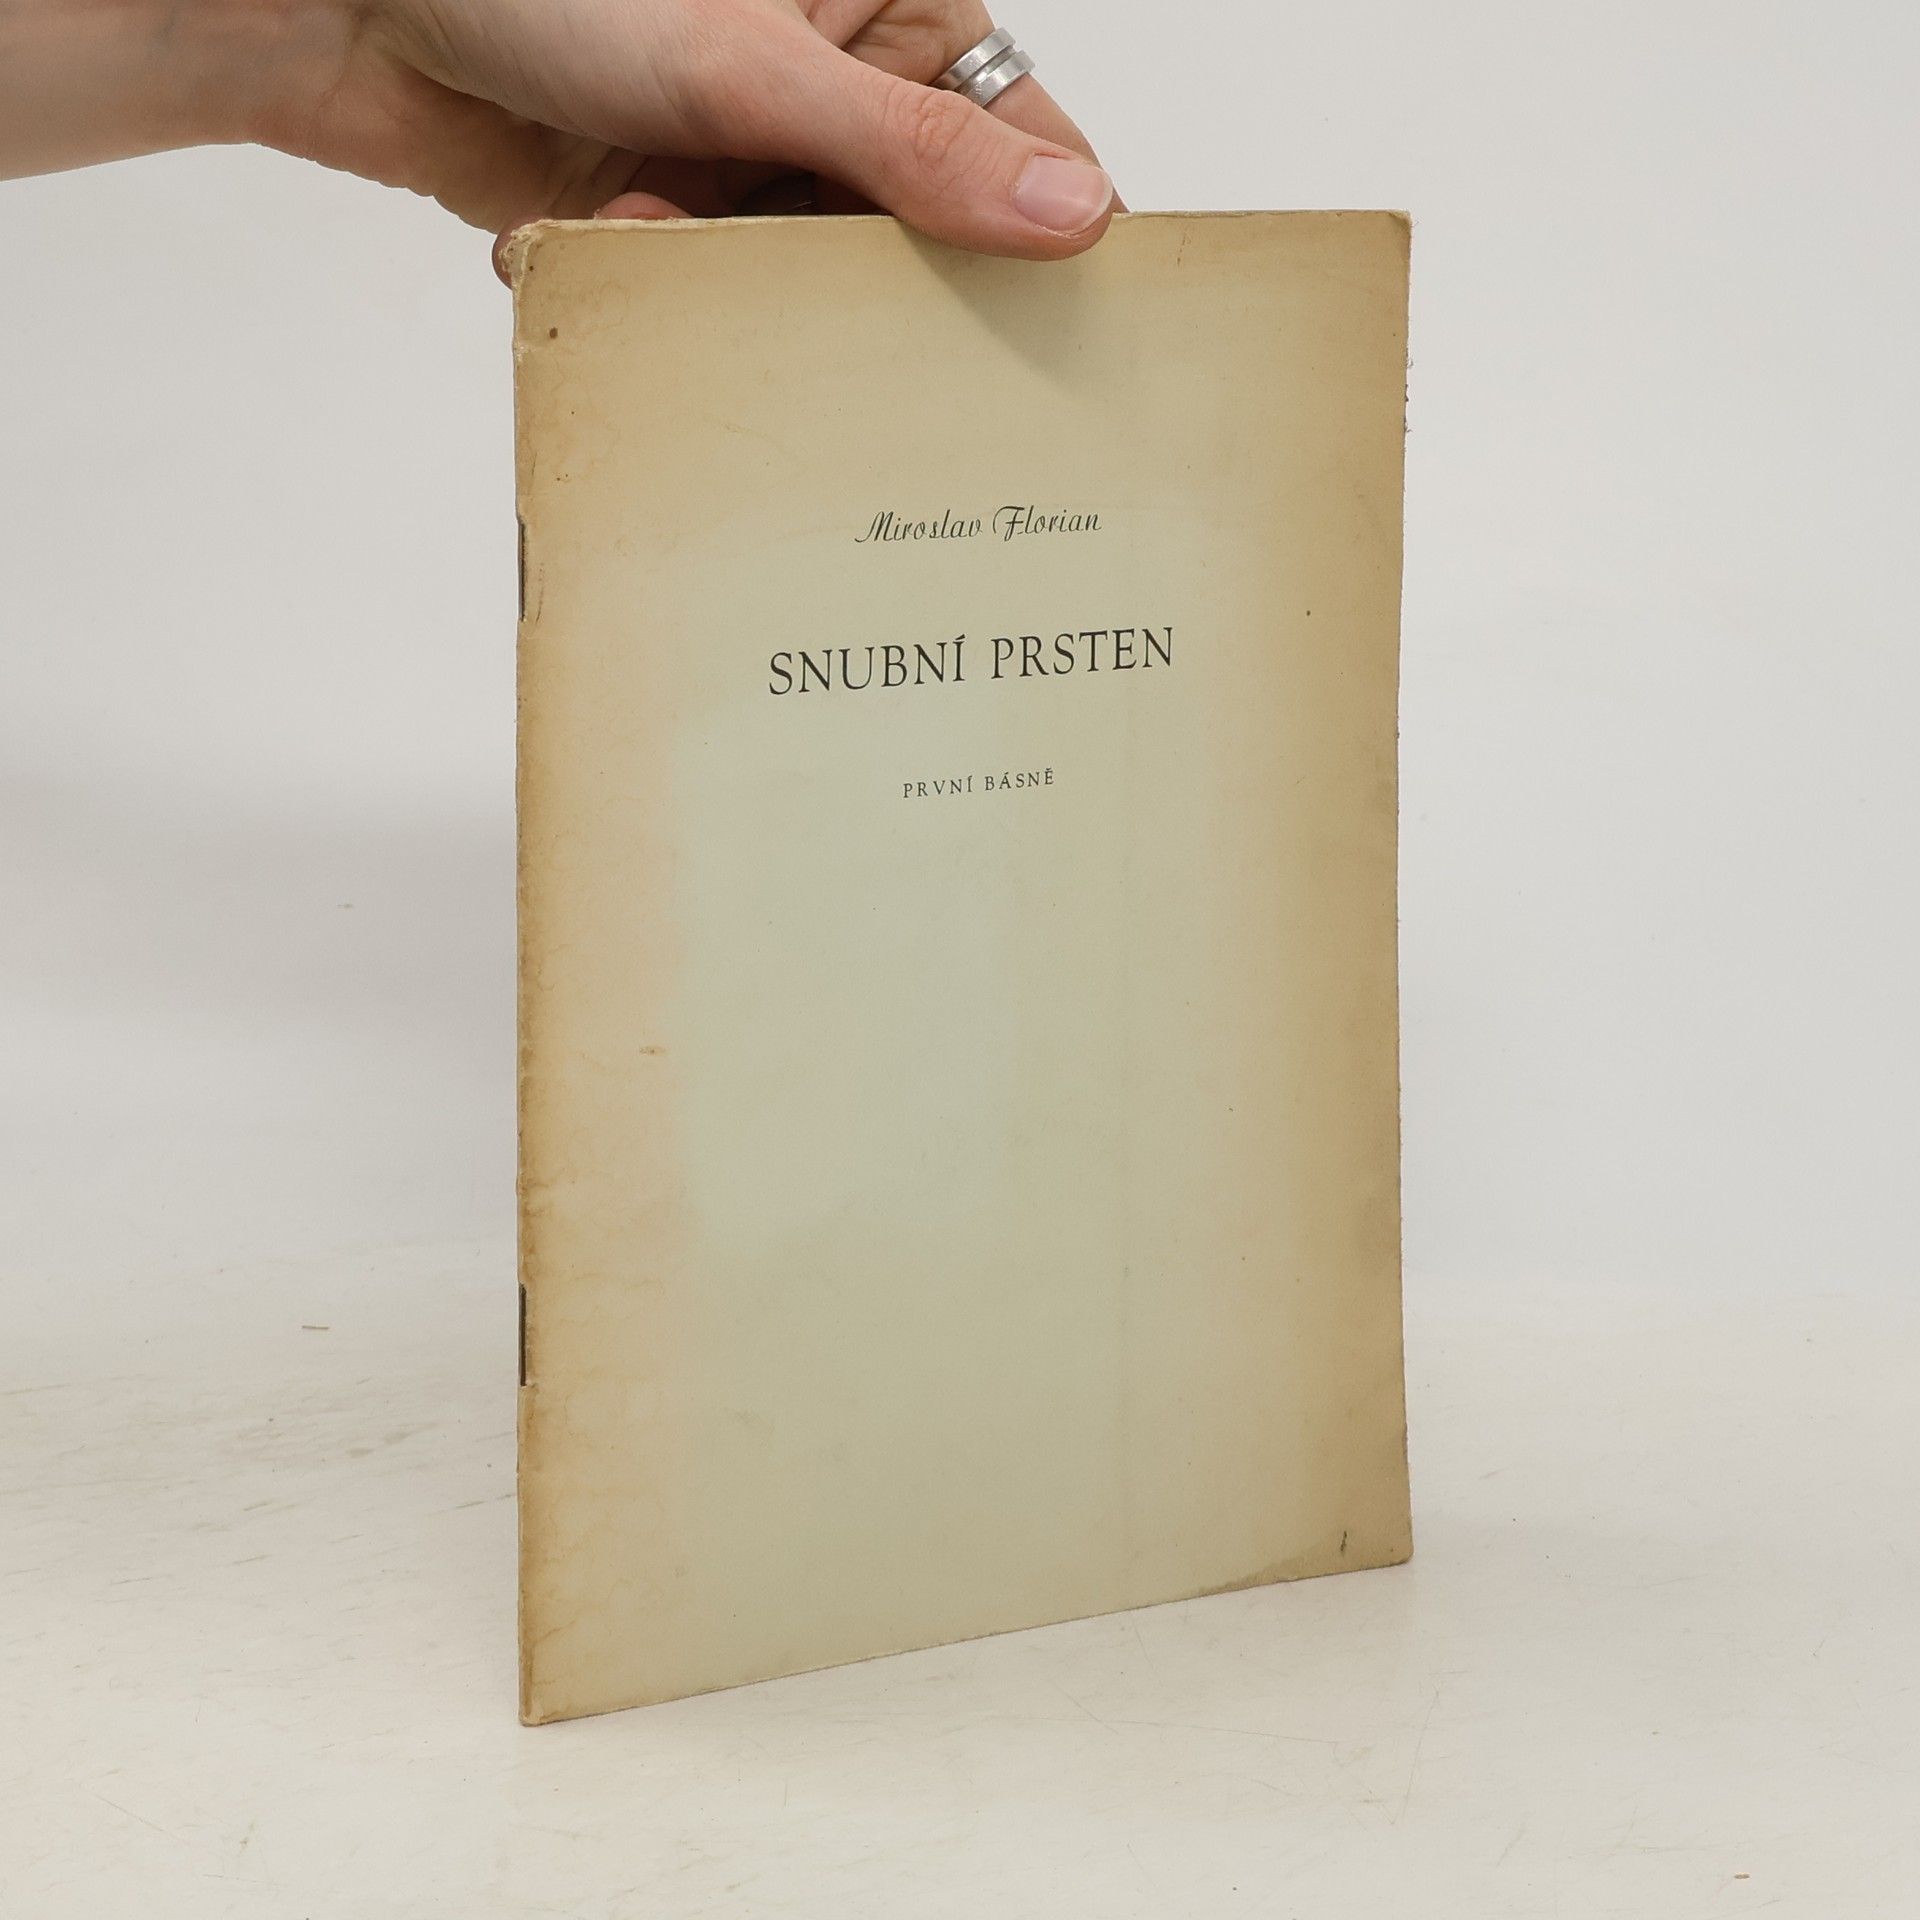 Miroslav Florian
SNUBNÍ PRSTEN
PRVNÍ BÁSNĚ